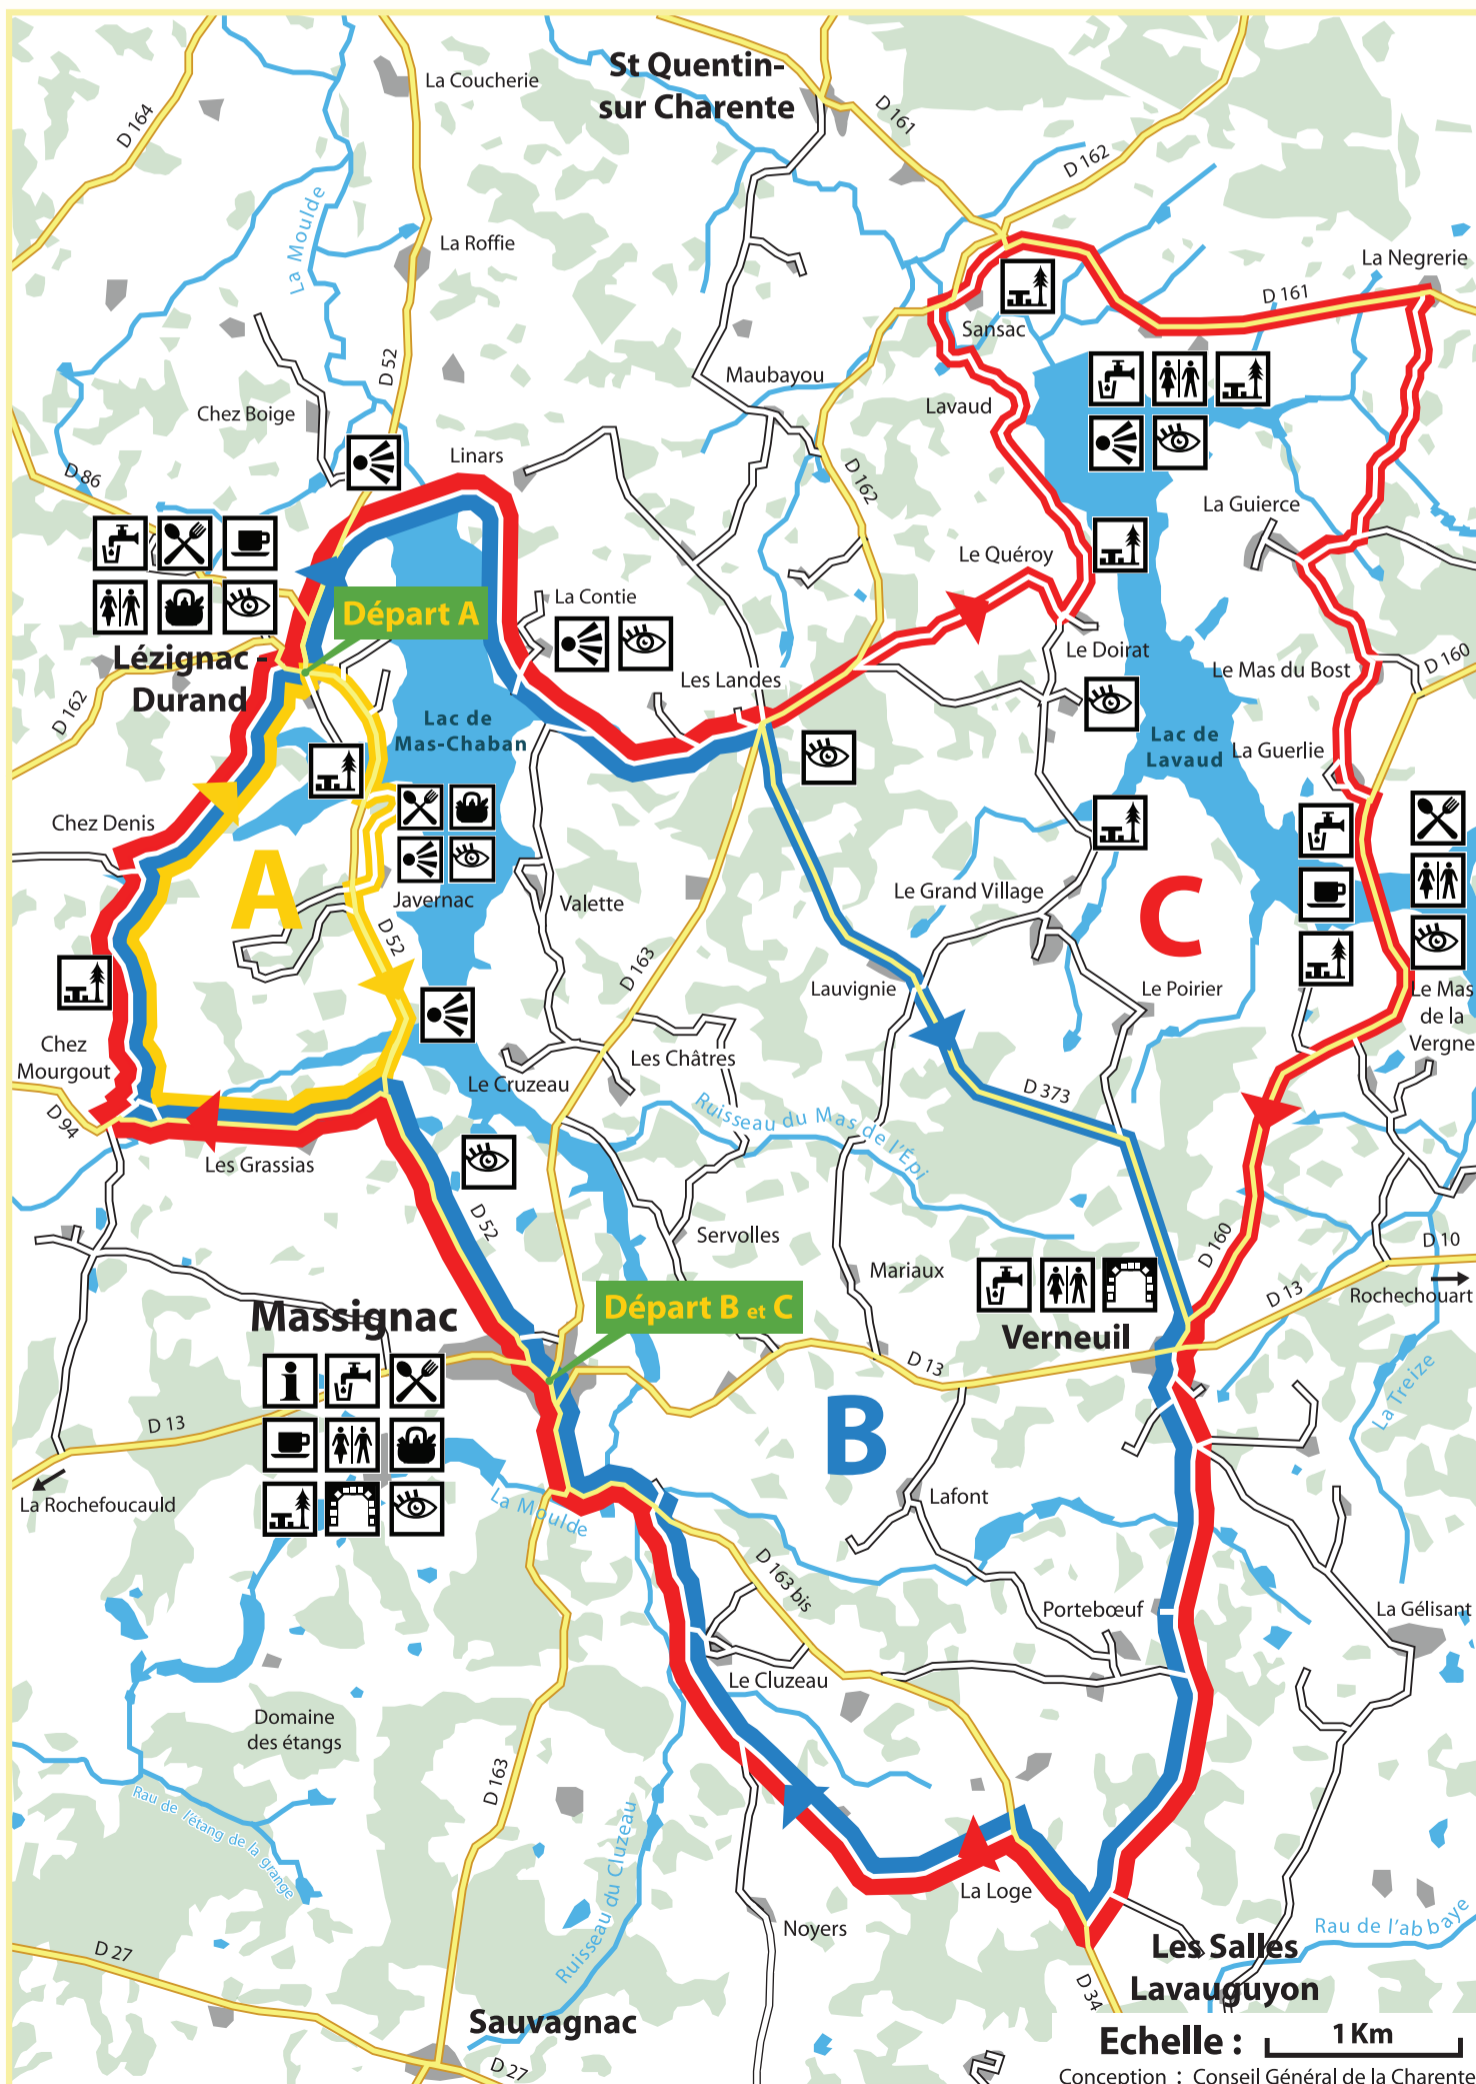 St Quentin-
sur Charente
La Coucherie
D 164
D 161
D 162
La Moulde
La Roffie
La Negrerie
D 161
Sansac
D 52
Maubayou
Chez Boige
Lavaud
Linars
D 86
D 162
La Guierce
Le Quéroy
La Contie
Départ A
Lézignac -
Durand
Le Doirat
Le Mas du Bost
D 160
Les Landes
D 162
Lac de
Mas-Chaban
Lac de
Lavaud
La Guerlie
Chez Denis
A
Javernac
Valette
Le Grand Village
C
D 52
D 163
Lauvignie
Le Poirier
Le Mas
de la
Vergne
Chez
Mourgout
Les Châtres
Le Cruzeau
D 373
D 94
Ruisseau du Mas de l'Épi
Les Grassias
D 52
Servolles
D 160
D 10
Mariaux
Rochechouart
D 13
Massignac
Départ B et C
Verneuil
D 13
La Treize
D 13
B
La Rochefoucauld
La Moulde
Lafont
D 163 bis
Portebœuf
La Gélisant
Le Cluzeau
Domaine
des étangs
D 163
Rau de l'étang de la grange
Ruisseau du Cluzeau
La Loge
Noyers
Rau de l'abbaye
D 27
Les Salles
Lavauguyon
D 34
Sauvagnac
D 27
Echelle :
1 Km
Conception : Conseil Général de la Charente